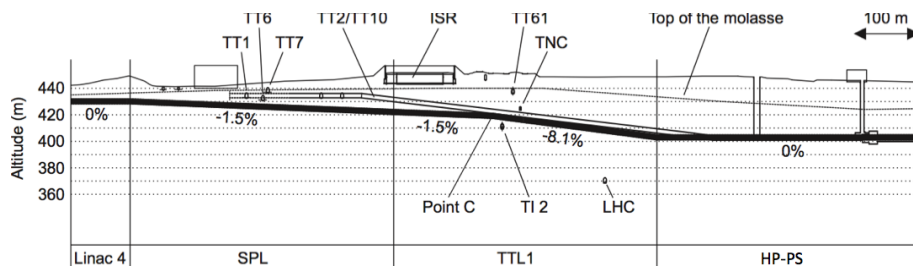 TT6 TT2/TT10 ISR TT61 Top of the molasse 100 m
TT1 TT7 TNC
Altitude (m)
440
420
400
380
360
0%
-1.5%
-1.5%
-8.1%
0%
Point C TI 2 LHC
Linac 4 SPL TTL1 HP-PS